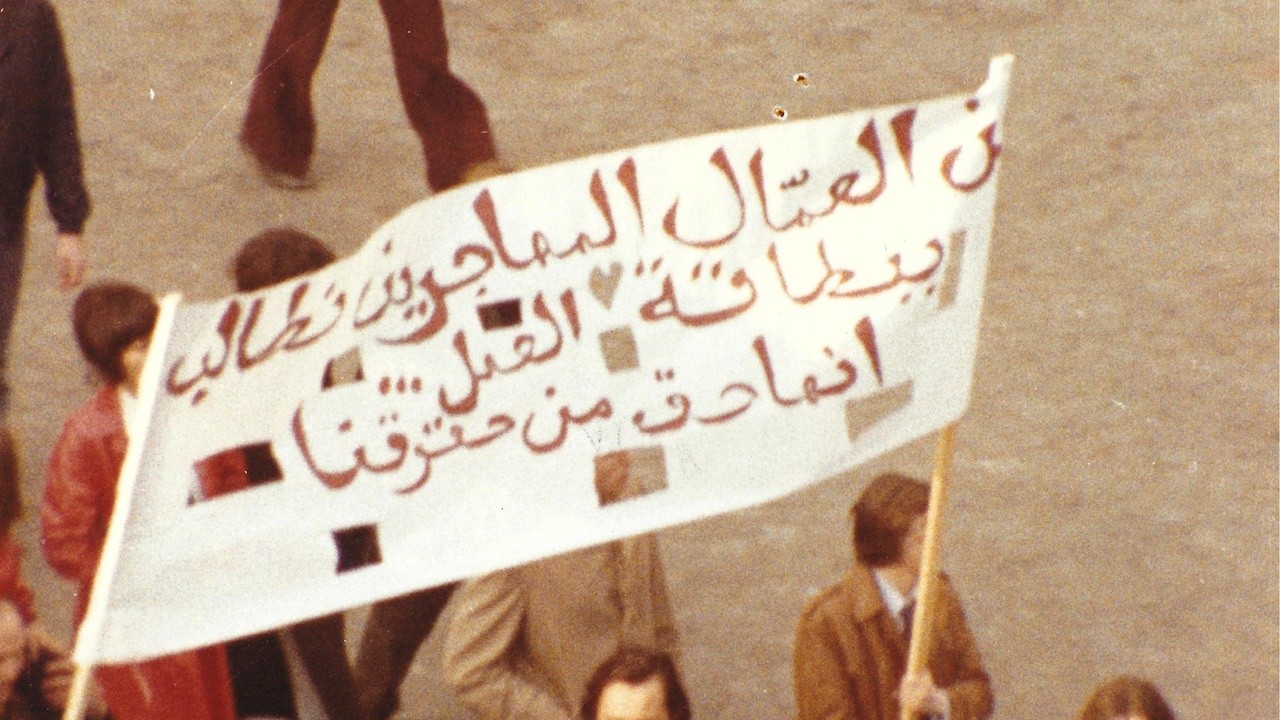 ن العمّال المهاجرين نطالب
ببطاقة العمل ...
انها حق من حقوقنا